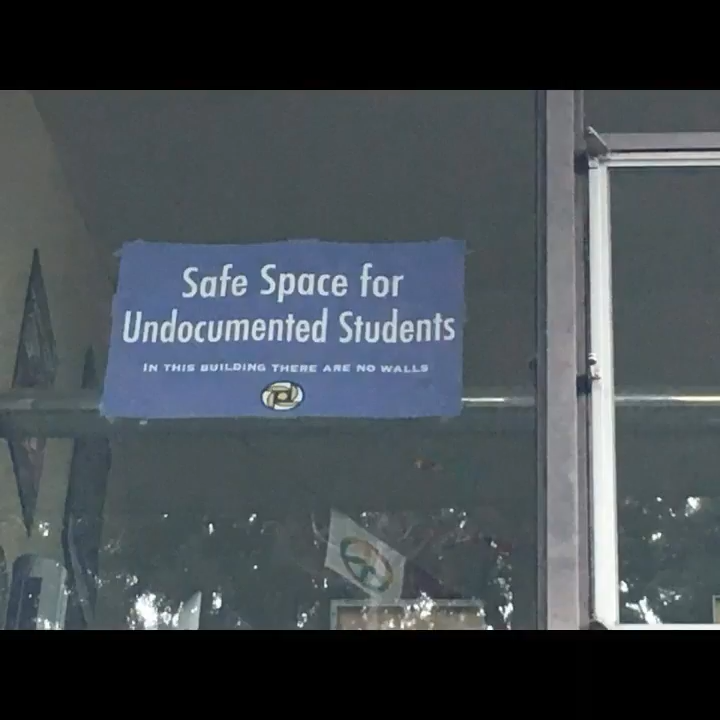 Safe Space for
Undocumented Students
IN THIS BUILDING THERE ARE NO WALLS